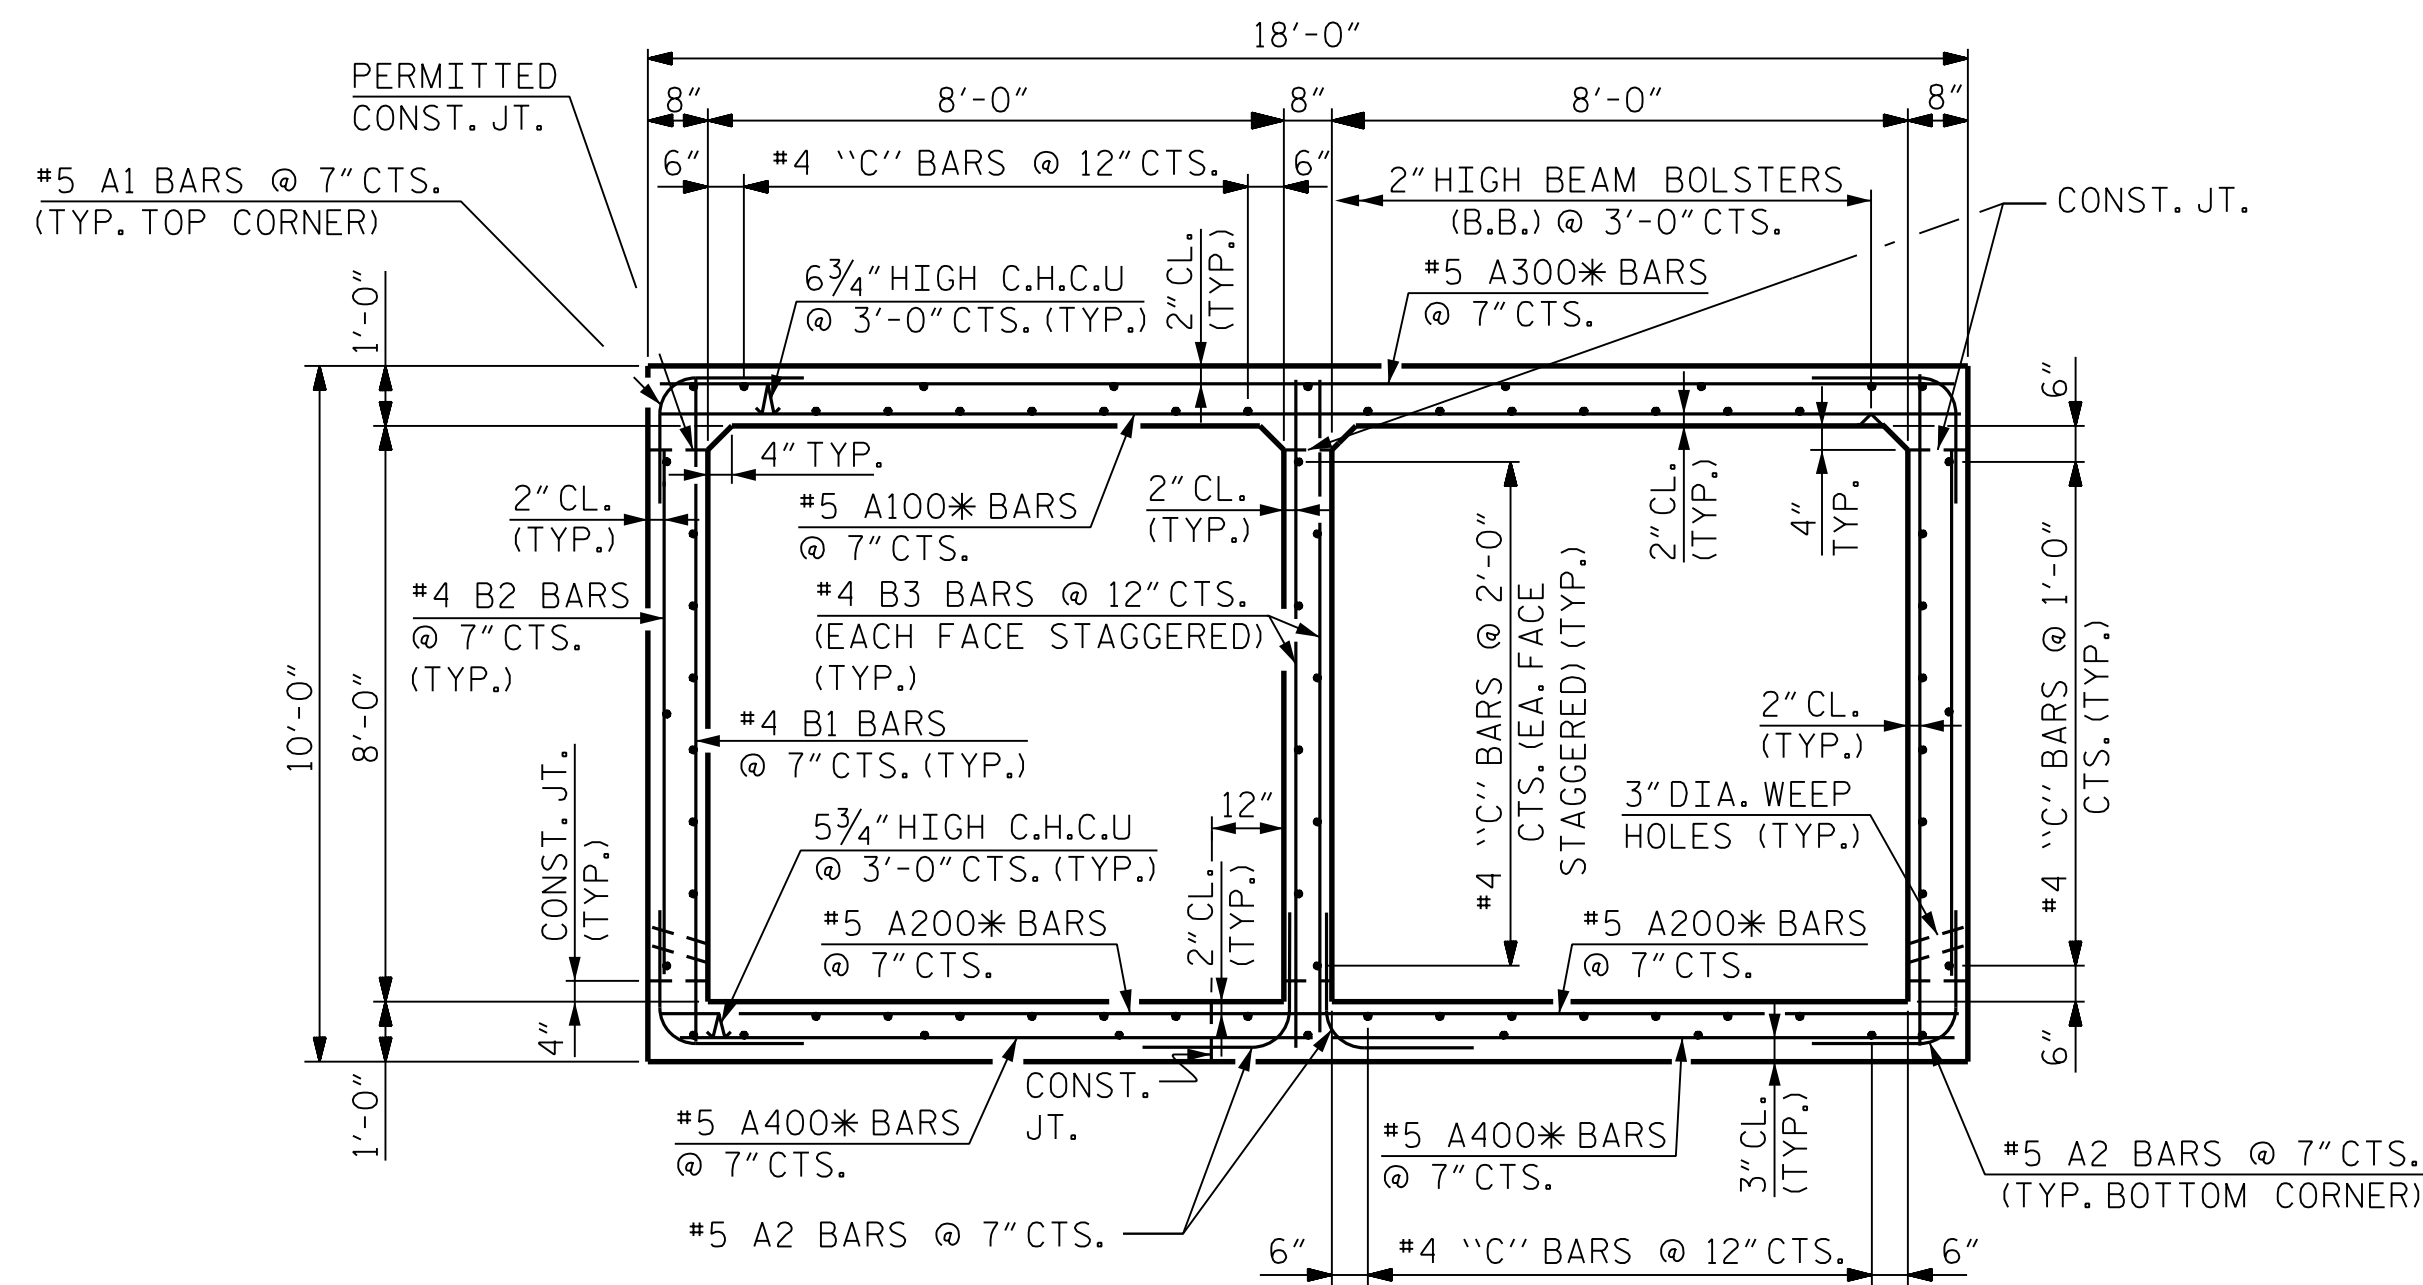 18'-0"
PERMITTED
CONST. JT.
8"
8'-0"
8"
8'-0"
8"
6"
#4 "C" BARS @ 12" CTS.
6"
2" HIGH BEAM BOLSTERS
(B.B.) @ 3'-0" CTS.
CONST. JT.
#5 A1 BARS @ 7" CTS.
(TYP. TOP CORNER)
6¾" HIGH C.H.C.U
@ 3'-0" CTS. (TYP.)
2" CL.
(TYP.)
#5 A300* BARS
@ 7" CTS.
1'-0"
6"
4" TYP.
2" CL.
(TYP.)
#5 A100* BARS
@ 7" CTS.
2" CL.
(TYP.)
2" CL.
(TYP.)
4"
TYP.
#4 B2 BARS
@ 7" CTS.
(TYP.)
#4 B3 BARS @ 12" CTS.
(EACH FACE STAGGERED)
(TYP.)
#4 "C" BARS @ 2'-0"
CTS. (EA. FACE
STAGGERED) (TYP.)
#4 "C" BARS @ 1'-0"
CTS. (TYP.)
10'-0"
8'-0"
#4 B1 BARS
@ 7" CTS. (TYP.)
2" CL.
(TYP.)
CONST. JT.
(TYP.)
5¾" HIGH C.H.C.U
@ 3'-0" CTS. (TYP.)
12"
3" DIA. WEEP
HOLES (TYP.)
#5 A200* BARS
@ 7" CTS.
2" CL.
(TYP.)
#5 A200* BARS
@ 7" CTS.
4"
6"
1'-0"
CONST.
JT.
#5 A400* BARS
@ 7" CTS.
#5 A400* BARS
@ 7" CTS.
3" CL.
(TYP.)
#5 A2 BARS @ 7" CTS.
(TYP. BOTTOM CORNER)
#5 A2 BARS @ 7" CTS.
6"
#4 "C" BARS @ 12" CTS.
6"